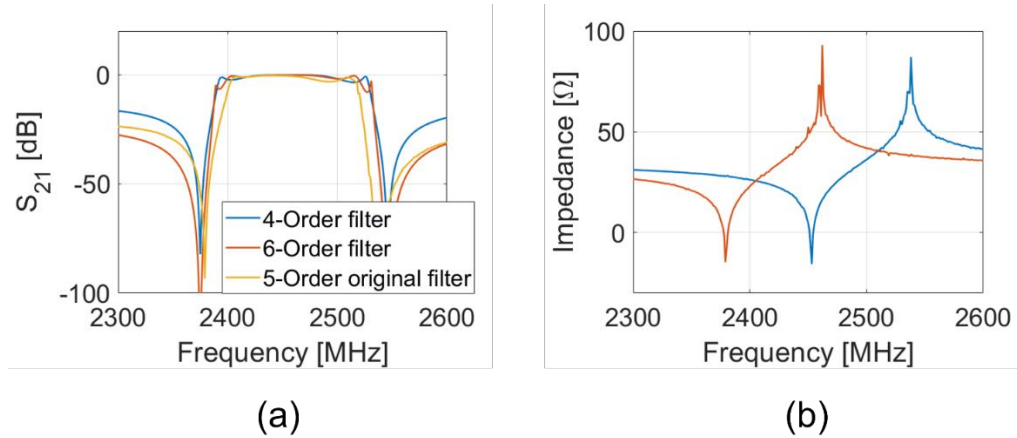 0
-50
-100
S21 [dB]
2300 2400 2500 2600
Frequency [MHz]
4-Order filter
6-Order filter
5-Order original filter
(a)
100
50
0
Impedance [Ω]
2300 2400 2500 2600
Frequency [MHz]
(b)